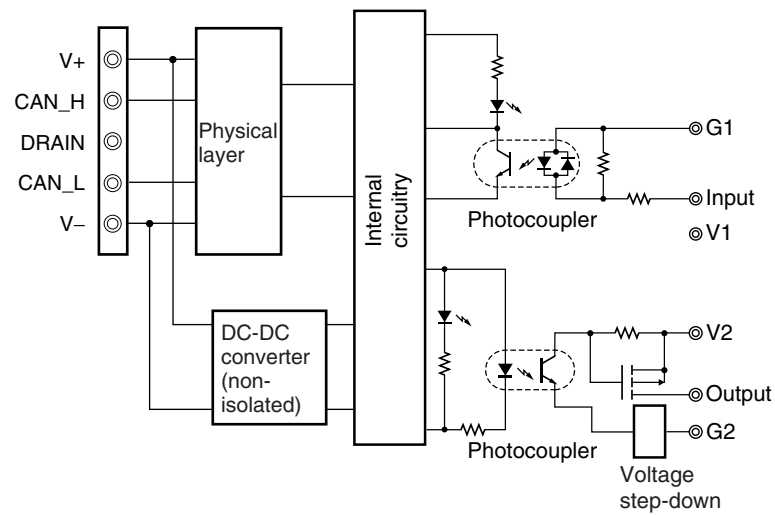 V+
CAN_H
DRAIN
CAN_L
V–
Physical
layer
DC-DC
converter
(non-
isolated)
Internal
circuitry
Photocoupler
G1
Input
V1
Photocoupler
V2
Output
G2
Voltage
step-down